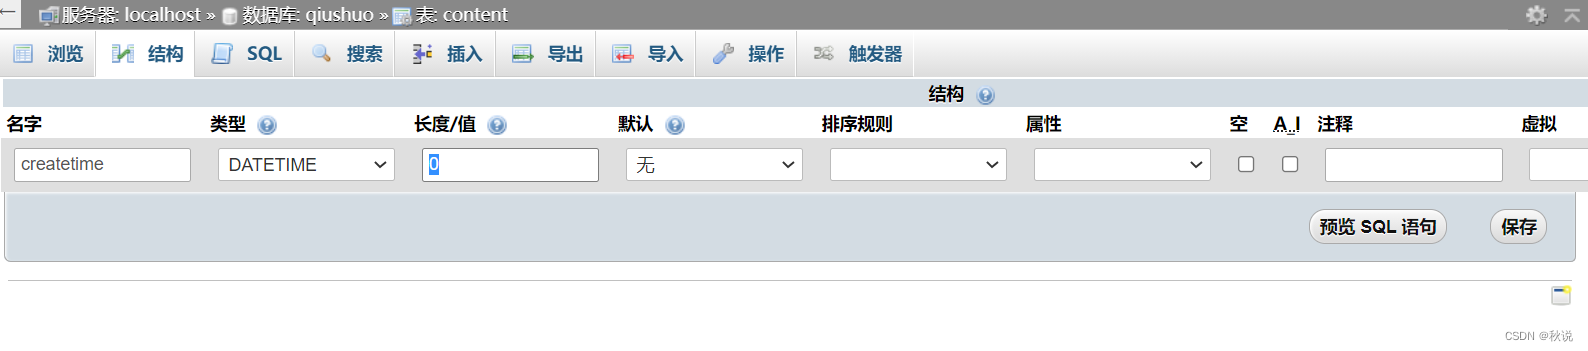 服务器: localhost » 数据库: qiushuo » 表: content
浏览 结构 SQL 搜索 插入 导出 导入 操作 触发器
结构
名字 类型 长度/值 默认 排序规则 属性 空 A_I 注释 虚拟
createtime DATETIME 0 无
预览 SQL 语句 保存
CSDN @秋说